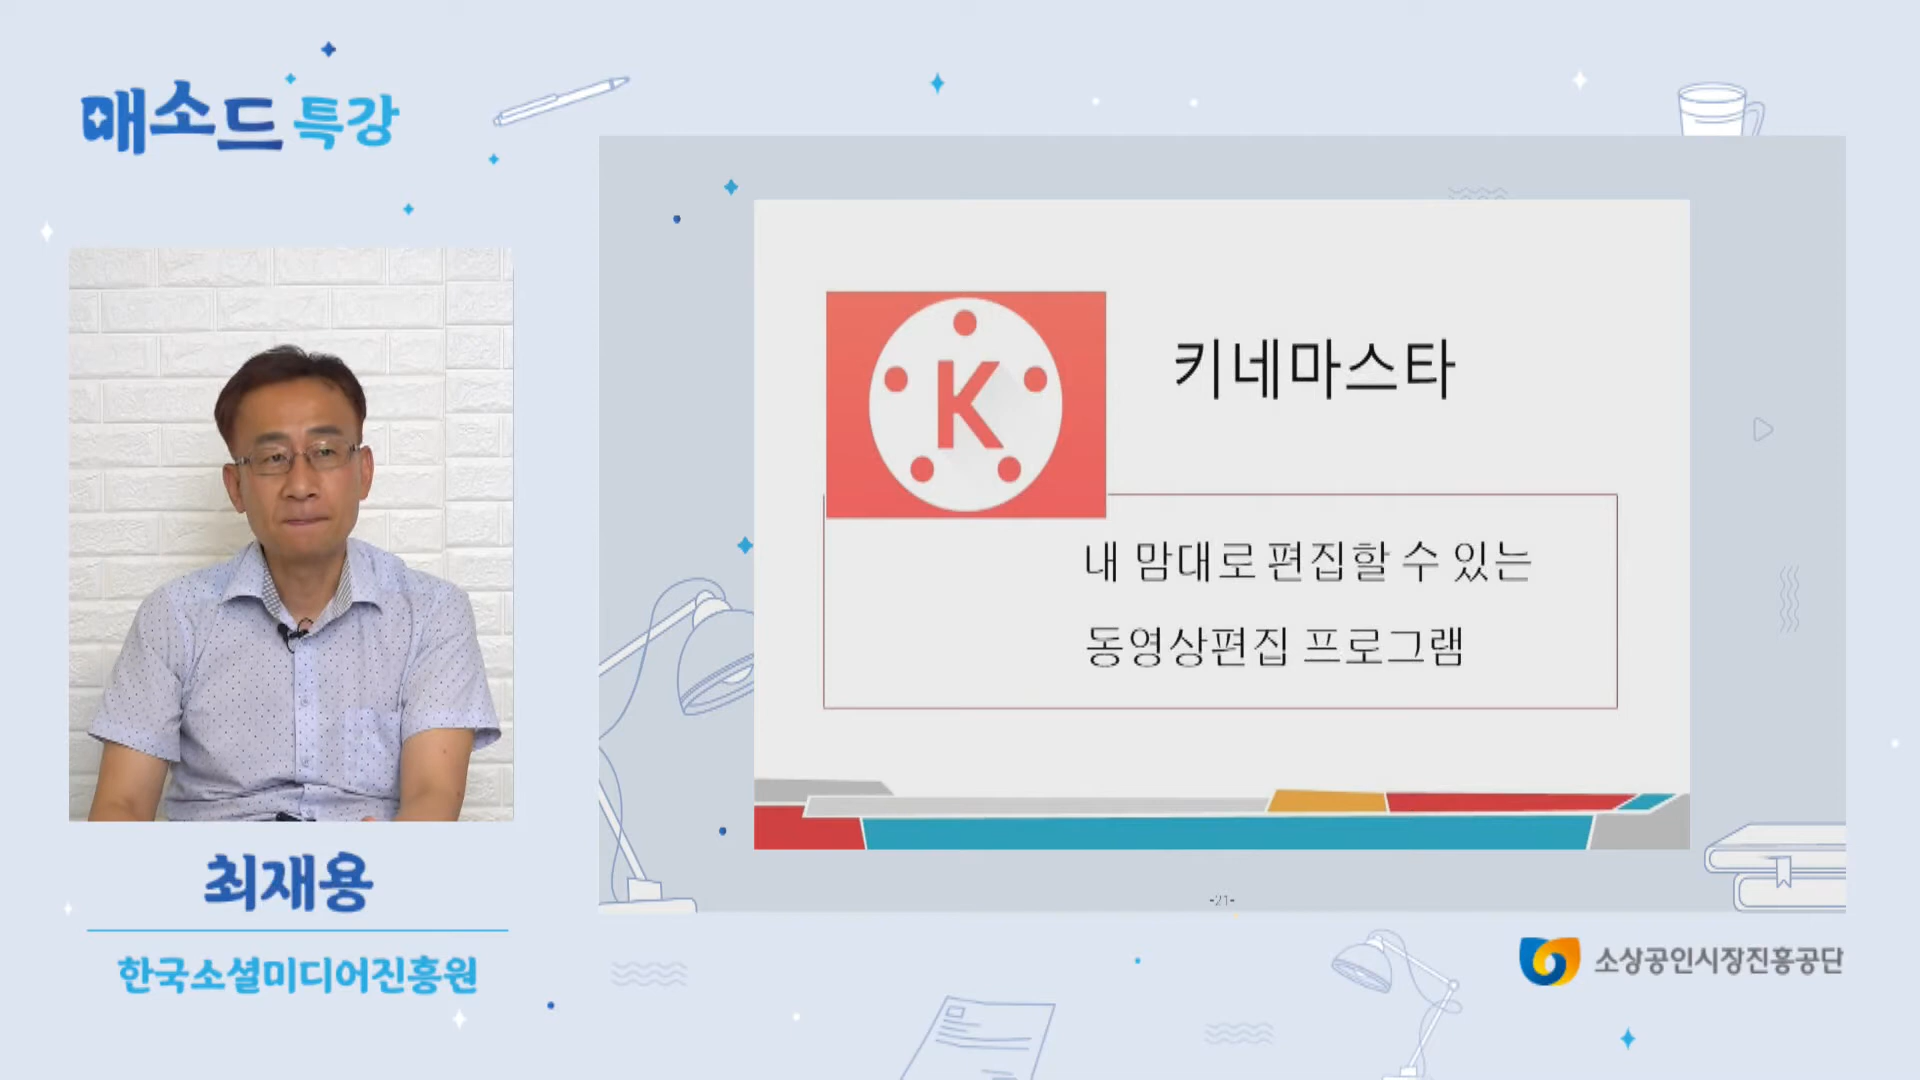 매소드 특강
K
키네마스타
내 맘대로 편집할 수 있는
동영상편집 프로그램
-21-
최재용
한국소셜미디어진흥원
소상공인시장진흥공단